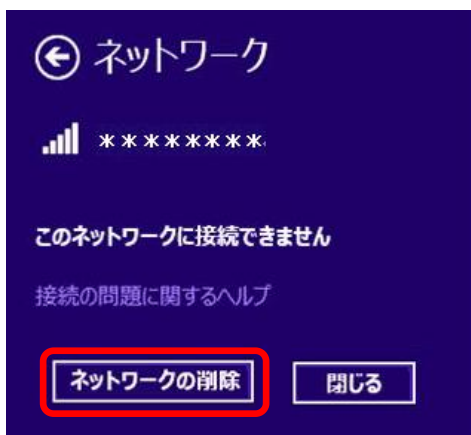 ネットワーク
********
このネットワークに接続できません
接続の問題に関するヘルプ
ネットワークの削除
閉じる